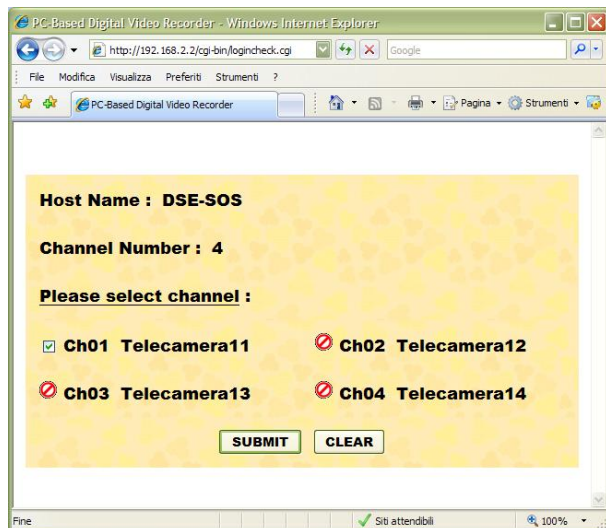 PC-Based Digital Video Recorder - Windows Internet Explorer
http://192.168.2.2/cgi-bin/logincheck.cgi
Google
File Modifica Visualizza Preferiti Strumenti ?
PC-Based Digital Video Recorder
Pagina
Strumenti
Host Name : DSE-SOS
Channel Number : 4
Please select channel :
Ch01 Telecamera11
Ch02 Telecamera12
Ch03 Telecamera13
Ch04 Telecamera14
SUBMIT
CLEAR
Fine
Siti attendibili
100%